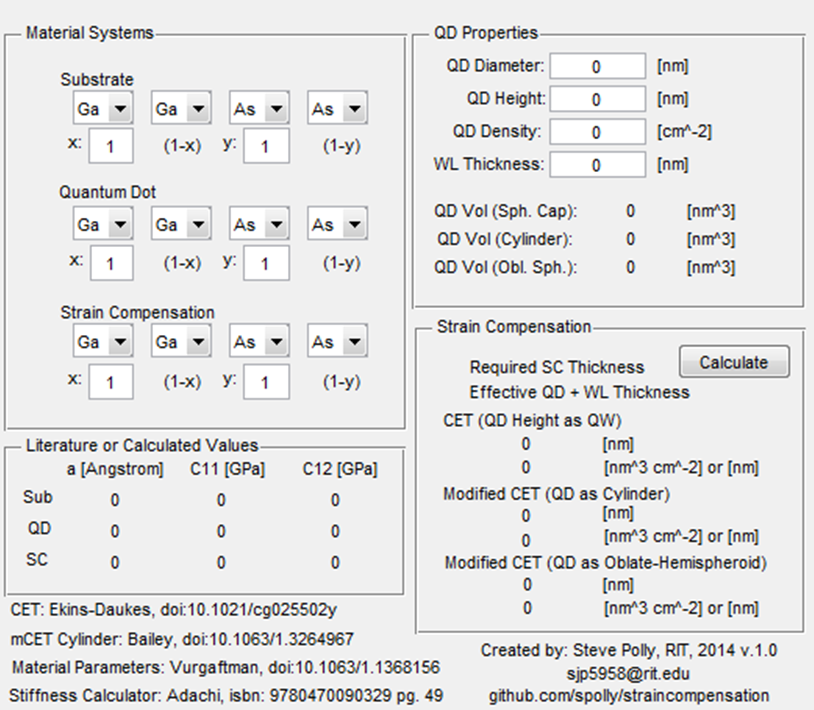 Material Systems
Substrate
Ga Ga As As
x: 1 (1-x) y: 1 (1-y)
Quantum Dot
Ga Ga As As
x: 1 (1-x) y: 1 (1-y)
Strain Compensation
Ga Ga As As
x: 1 (1-x) y: 1 (1-y)
Literature or Calculated Values
a [Angstrom] C11 [GPa] C12 [GPa]
Sub 0 0 0
QD 0 0 0
SC 0 0 0
CET: Ekins-Daukes, doi:10.1021/cg025502y
mCET Cylinder: Bailey, doi:10.1063/1.3264967
Material Parameters: Vurgaftman, doi:10.1063/1.1368156
Stiffness Calculator: Adachi, isbn: 9780470090329 pg. 49
QD Properties
QD Diameter: 0 [nm]
QD Height: 0 [nm]
QD Density: 0 [cm^-2]
WL Thickness: 0 [nm]
QD Vol (Sph. Cap): 0 [nm^3]
QD Vol (Cylinder): 0 [nm^3]
QD Vol (Obl. Sph.): 0 [nm^3]
Strain Compensation
Required SC Thickness Calculate
Effective QD + WL Thickness
CET (QD Height as QW)
0 [nm]
0 [nm^3 cm^-2] or [nm]
Modified CET (QD as Cylinder)
0 [nm]
0 [nm^3 cm^-2] or [nm]
Modified CET (QD as Oblate-Hemispheroid)
0 [nm]
0 [nm^3 cm^-2] or [nm]
Created by: Steve Polly, RIT, 2014 v.1.0
sjp5958@rit.edu
github.com/spolly/straincompensation